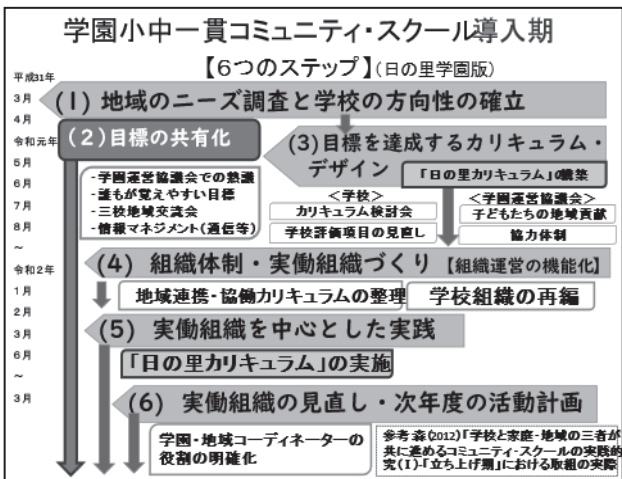 学園小中一貫コミュニティ・スクール導入期
【6つのステップ】(日の里学園版)
平成31年
3月
4月
令和元年
5月
6月
7月
8月
~
令和2年
1月
2月
3月
6月
~
3月
(1) 地域のニーズ調査と学校の方向性の確立
(2)目標の共有化
・学園運営協議会での熟議
・誰もが覚えやすい目標
・三校地域交流会
・情報マネジメント(通信等)
(3)目標を達成するカリキュラム・
デザイン
「日の里カリキュラム」の構築
<学校>
カリキュラム検討会
学校評価項目の見直し
<学園運営協議会>
子どもたちの地域貢献
協力体制
(4) 組織体制・実働組織づくり【組織運営の機能化】
地域連携・協働カリキュラムの整理
学校組織の再編
(5) 実働組織を中心とした実践
「日の里カリキュラム」の実施
(6) 実働組織の見直し・次年度の活動計画
学園・地域コーディネーターの
役割の明確化
参考:森(2012)「学校と家庭・地域の三者が
共に進めるコミュニティ・スクールの実践的
究(Ⅰ)-「立ち上げ期」における取組の実際